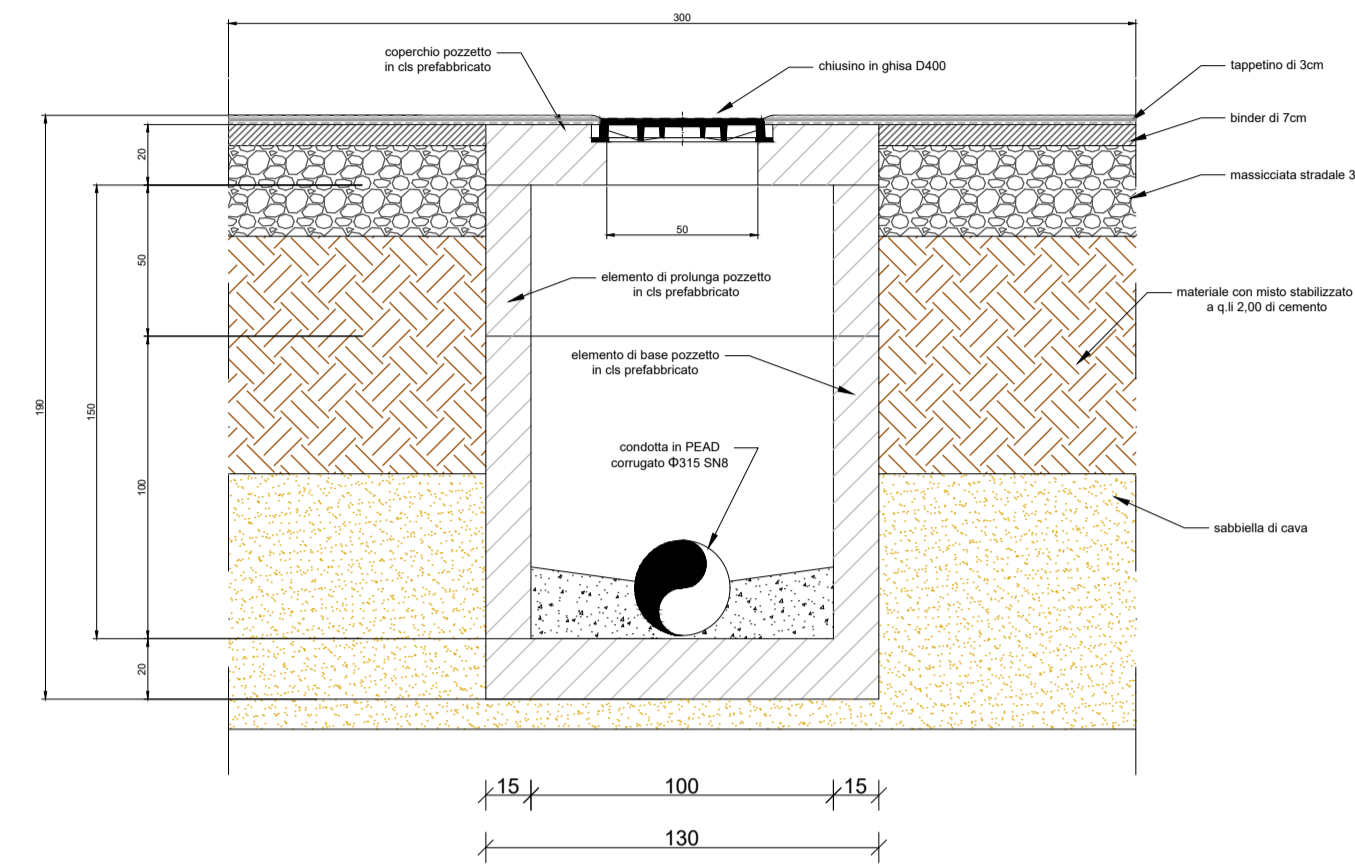 300
coperchio pozzetto
in cls prefabbricato
chiusino in ghisa D400
tappetino di 3cm
binder di 7cm
massicciata stradale 3
20
50
50
elemento di prolunga pozzetto
in cls prefabbricato
materiale con misto stabilizzato
a q.li 2,00 di cemento
elemento di base pozzetto
in cls prefabbricato
190
150
condotta in PEAD
corrugato Φ315 SN8
100
sabbiella di cava
20
15
100
15
130